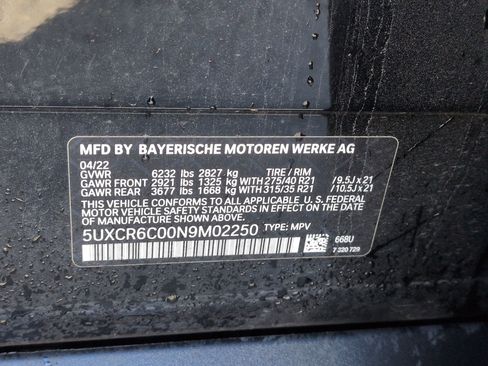 MFD BY BAYERISCHE MOTOREN WERKE AG
04/22
GVWR 6232 lbs 2827 kg TIRE / RIM
GAWR FRONT 2921 lbs 1325 kg WITH 275/40 R21 /9.5J x 21
GAWR REAR 3677 lbs 1668 kg WITH 315/35 R21 /10.5J x 21
THIS VEHICLE CONFORMS TO ALL APPLICABLE U. S. FEDERAL
MOTOR VEHICLE SAFETY STANDARDS IN EFFECT ON THE DATE
OF MANUFACTURE SHOWN ABOVE.
5UXCR6C00N9M02250 TYPE: MPV
668U
7 320 729